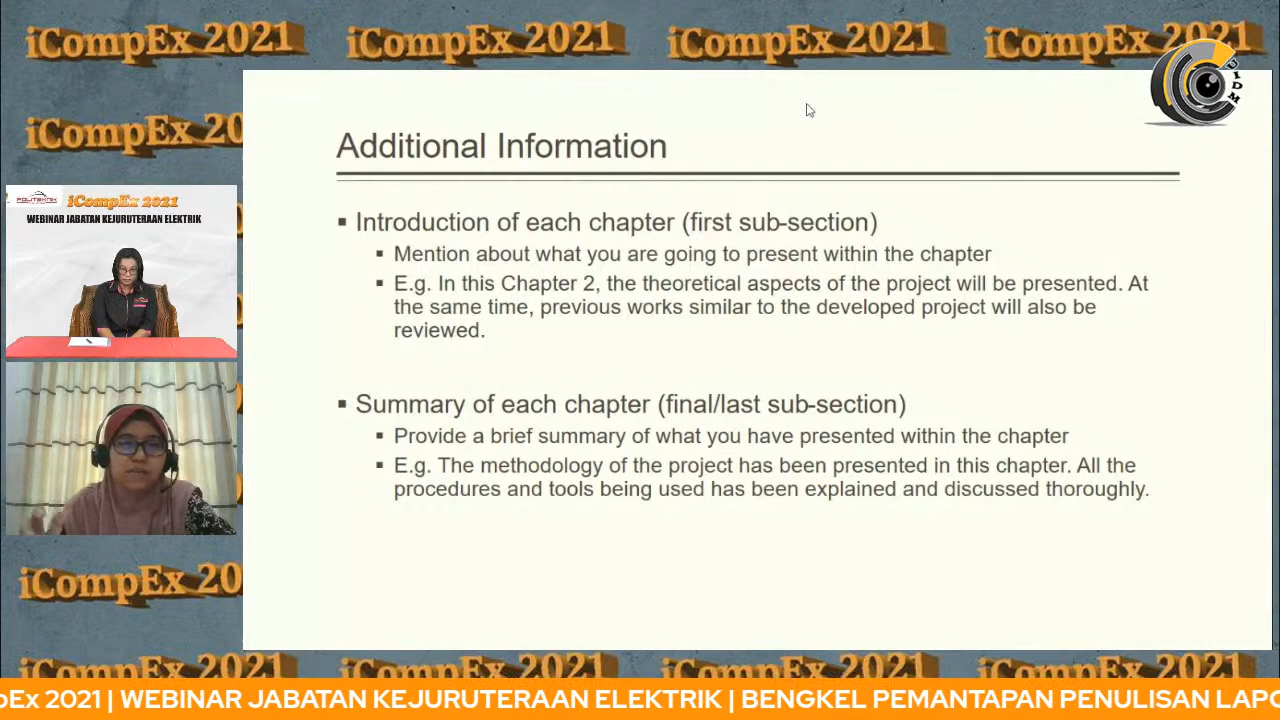 iCompEx 2021 iCompEx 2021 iCompEx 2021 iCompEx 2021
iCompEx 20
UIDM
Additional Information
▪ Introduction of each chapter (first sub-section)
▪ Mention about what you are going to present within the chapter
▪ E.g. In this Chapter 2, the theoretical aspects of the project will be presented. At
the same time, previous works similar to the developed project will also be
reviewed.
▪ Summary of each chapter (final/last sub-section)
▪ Provide a brief summary of what you have presented within the chapter
▪ E.g. The methodology of the project has been presented in this chapter. All the
procedures and tools being used has been explained and discussed thoroughly.
POLITEKNIK
iCompEx 2021
WEBINAR JABATAN KEJURUTERAAN ELEKTRIK
iCompEx 20
iCompEx 2021 iCompEx 2021 iCompEx 2021 iCompEx 2021
pEx 2021 | WEBINAR JABATAN KEJURUTERAAN ELEKTRIK | BENGKEL PEMANTAPAN PENULISAN LAPO